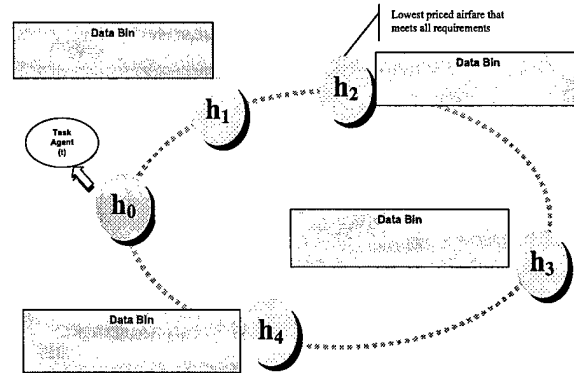 Lowest priced airfare that
meets all requirements
Data Bin
Data Bin
h2
h1
Task
Agent
(t)
h0
Data Bin
h3
Data Bin
h4